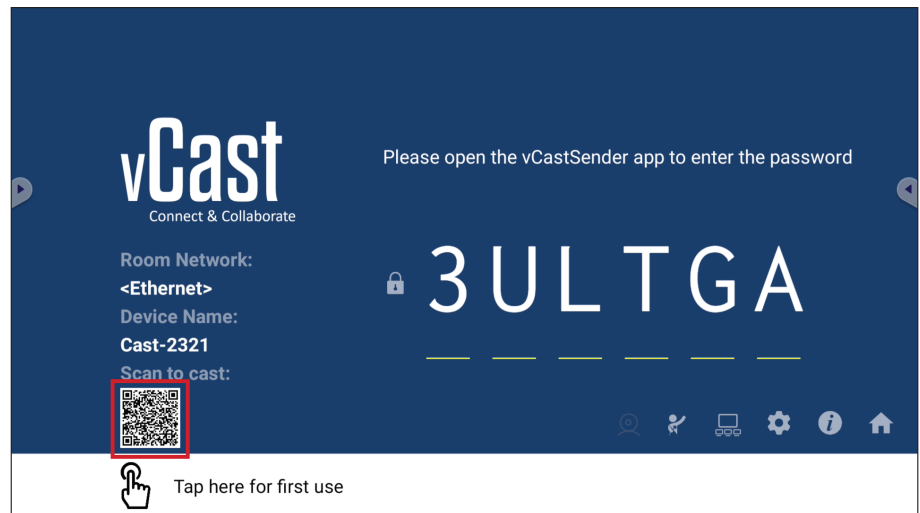 vCast
Connect & Collaborate
Please open the vCastSender app to enter the password
Room Network:
<Ethernet>
Device Name:
Cast-2321
Scan to cast:
3ULTGA
Tap here for first use